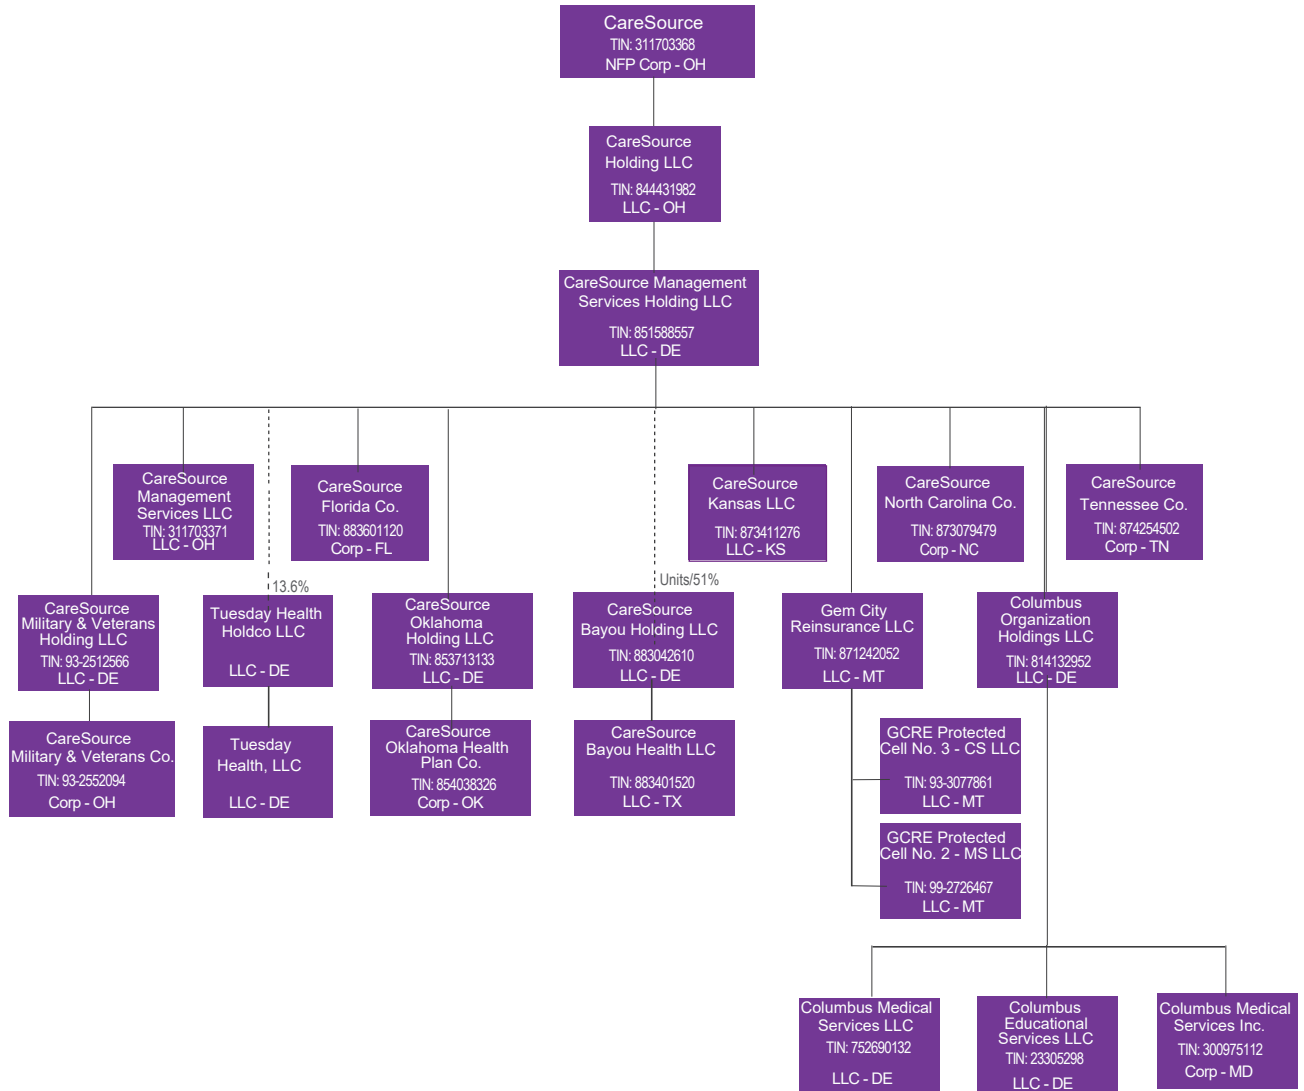 CareSource
TIN: 311703368
NFP Corp - OH
CareSource
Holding LLC
TIN: 844431982
LLC - OH
CareSource Management
Services Holding LLC
TIN: 851588557
LLC - DE
CareSource
Management
Services LLC
TIN: 311703371
LLC - OH
CareSource
Florida Co.
TIN: 883601120
Corp - FL
CareSource
Kansas LLC
TIN: 873411276
LLC - KS
CareSource
North Carolina Co.
TIN: 873079479
Corp - NC
CareSource
Tennessee Co.
TIN: 874254502
Corp - TN
13.6%
Units/51%
CareSource
Military & Veterans
Holding LLC
TIN: 93-2512566
LLC - DE
Tuesday Health
Holdco LLC
LLC - DE
CareSource
Oklahoma
Holding LLC
TIN: 853713133
LLC - DE
CareSource
Bayou Holding LLC
TIN: 883042610
LLC - DE
Gem City
Reinsurance LLC
TIN: 871242052
LLC - MT
Columbus
Organization
Holdings LLC
TIN: 814132952
LLC - DE
CareSource
Military & Veterans Co.
TIN: 93-2552094
Corp - OH
Tuesday
Health, LLC
LLC - DE
CareSource
Oklahoma Health
Plan Co.
TIN: 854038326
Corp - OK
CareSource
Bayou Health LLC
TIN: 883401520
LLC - TX
GCRE Protected
Cell No. 3 - CS LLC
TIN: 93-3077861
LLC - MT
GCRE Protected
Cell No. 2 - MS LLC
TIN: 99-2726467
LLC - MT
Columbus Medical
Services LLC
TIN: 752690132
LLC - DE
Columbus
Educational
Services LLC
TIN: 23305298
LLC - DE
Columbus Medical
Services Inc.
TIN: 300975112
Corp - MD